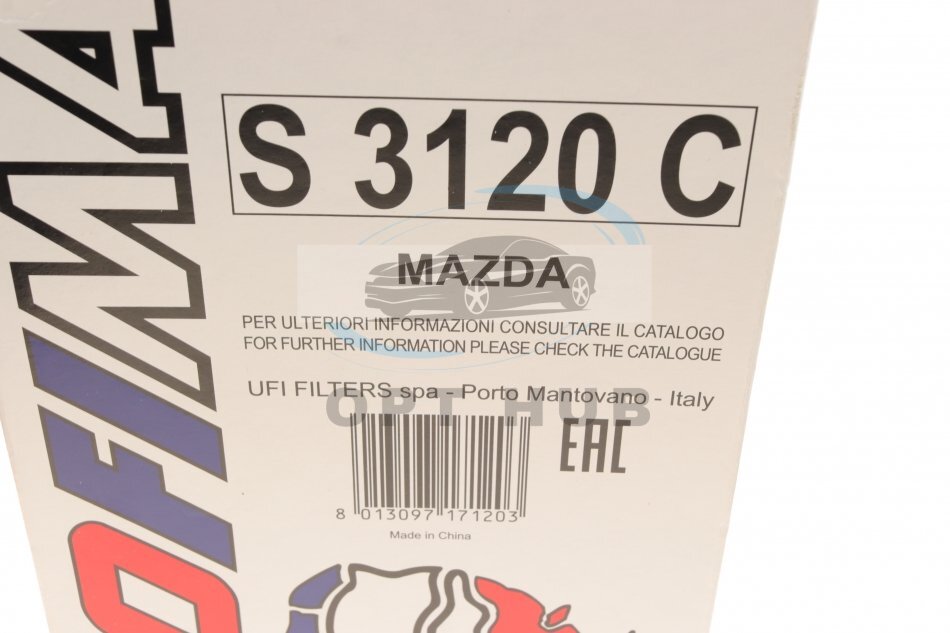 OFIMA
S 3120 C
MAZDA
PER ULTERIORI INFORMAZIONI CONSULTARE IL CATALOGO
FOR FURTHER INFORMATION PLEASE CHECK THE CATALOGUE
UFI FILTERS spa - Porto Mantovano - Italy
OPT HUB
EAC
8 013097 171203
Made in China